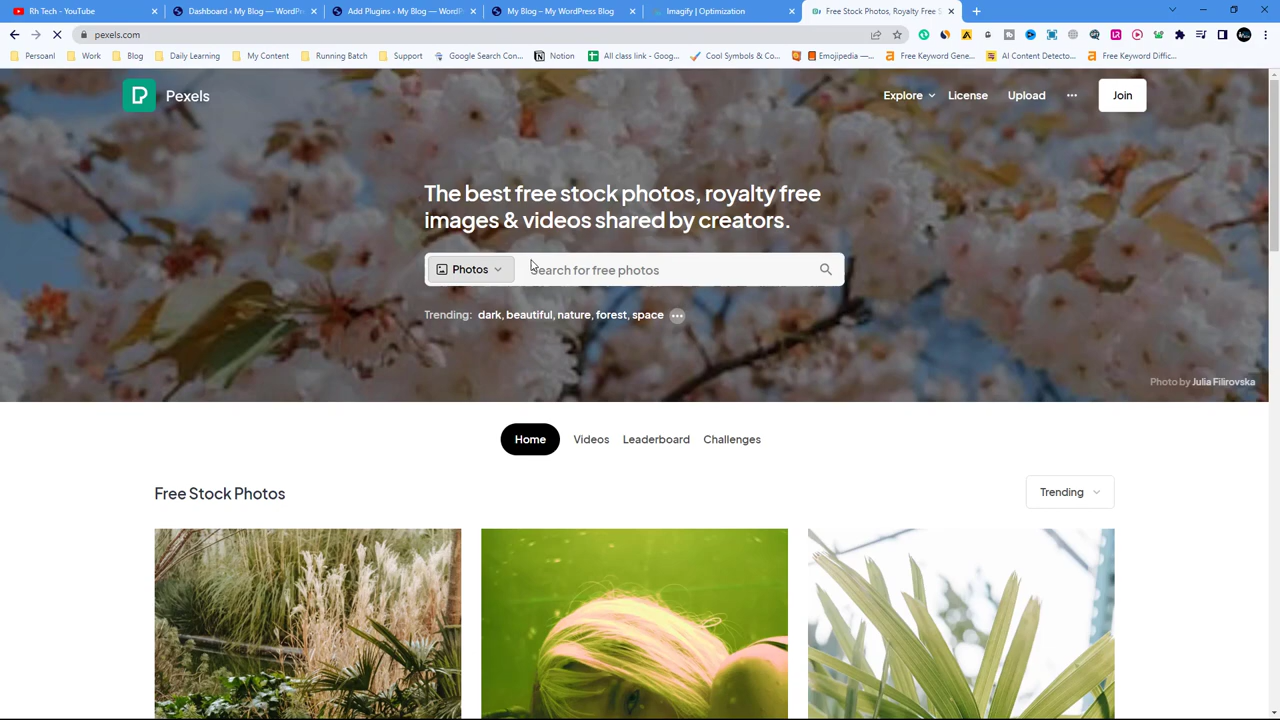 Rh Tech - YouTube
Dashboard ‹ My Blog — WordPr
Add Plugins ‹ My Blog — WordPr
My Blog – My WordPress Blog
Imagify | Optimization
Free Stock Photos, Royalty Free S
pexels.com
Persoanl
Work
Blog
Daily Learning
My Content
Running Batch
Support
Google Search Con...
Notion
All class link - Goog...
Cool Symbols & Co...
Emojipedia —...
Free Keyword Gene...
AI Content Detecto...
Free Keyword Diffic...
Pexels
Explore
License
Upload
Join
The best free stock photos, royalty free
images & videos shared by creators.
Photos
Search for free photos
Trending: dark, beautiful, nature, forest, space
Photo by Julia Filirovska
Home
Videos
Leaderboard
Challenges
Free Stock Photos
Trending